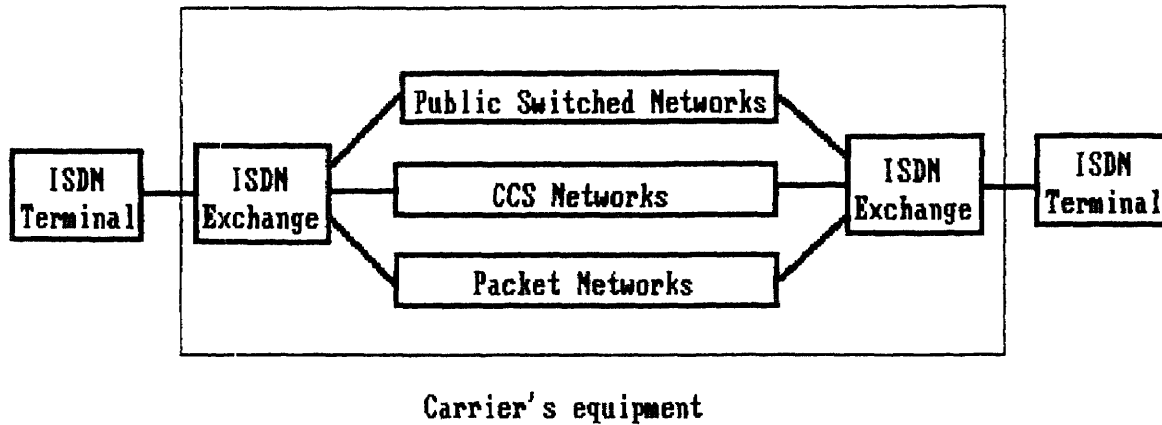 Public Switched Networks
ISDN
Terminal
ISDN
Exchange
CCS Networks
ISDN
Exchange
ISDN
Terminal
Packet Networks
Carrier's equipment